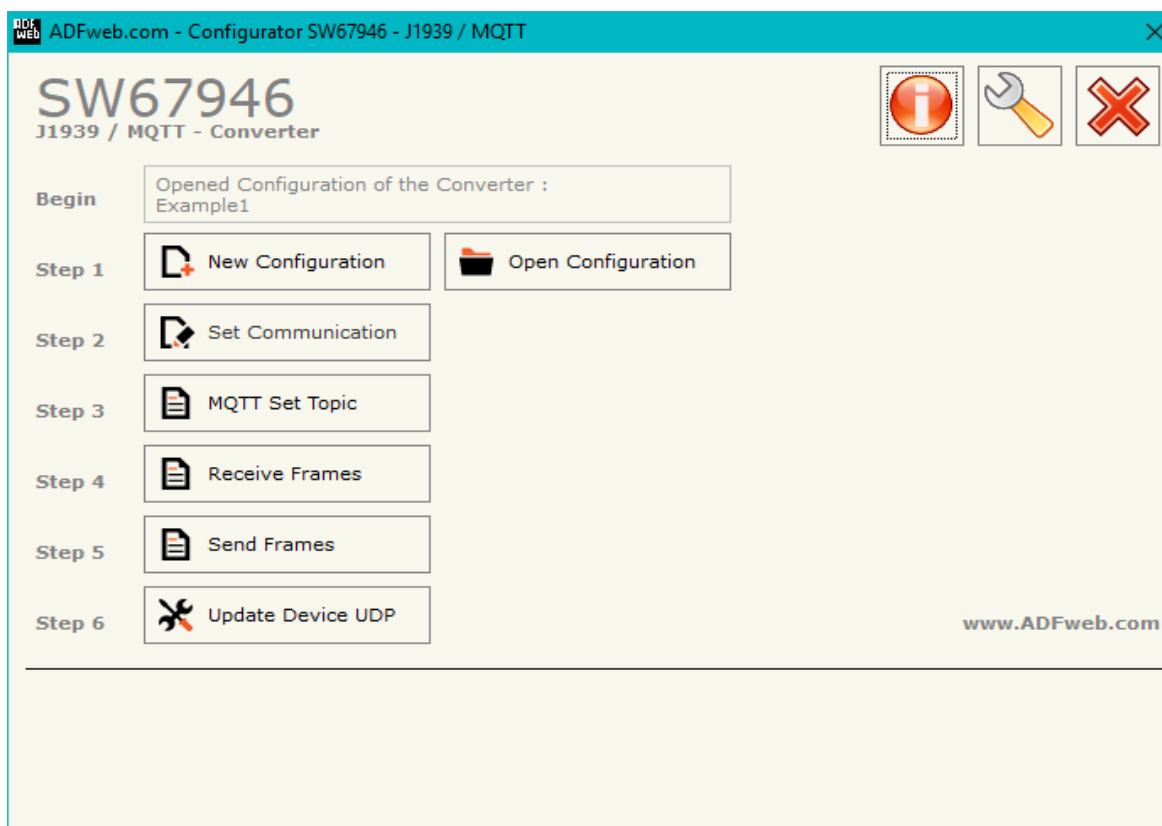 ADF WEB ADFweb.com - Configurator SW67946 - J1939 / MQTT
SW67946
J1939 / MQTT - Converter
Begin
Opened Configuration of the Converter :
Example1
Step 1
New Configuration
Open Configuration
Step 2
Set Communication
Step 3
MQTT Set Topic
Step 4
Receive Frames
Step 5
Send Frames
Step 6
Update Device UDP
www.ADFweb.com